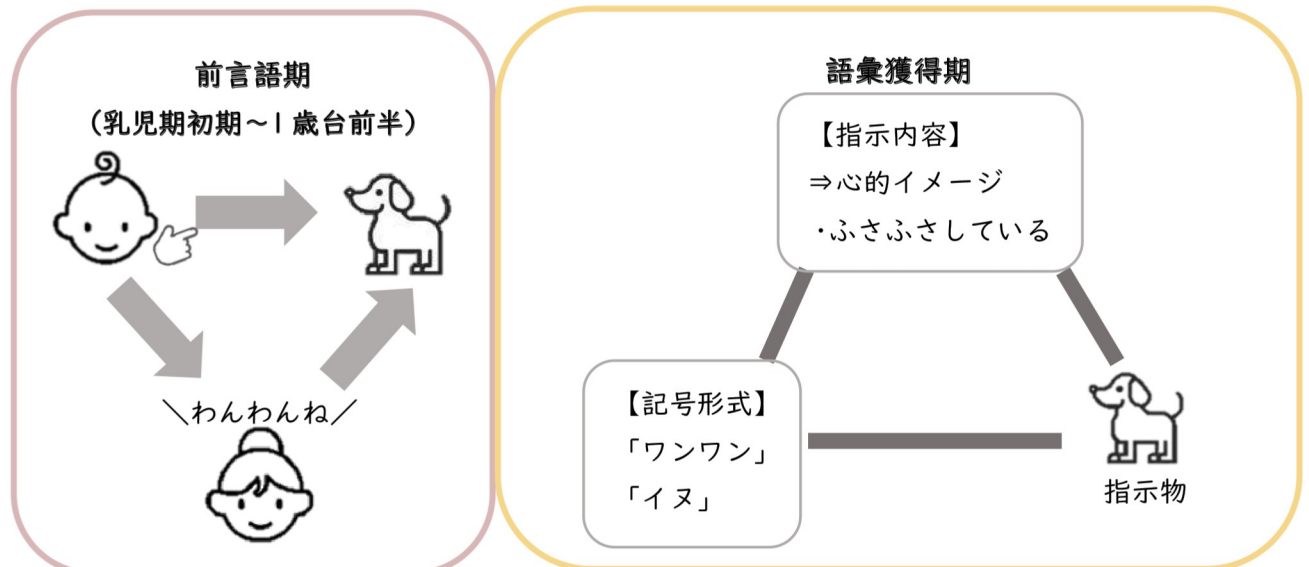 前言語期
（乳児期初期～1歳台前半）
＼わんわんね／
語彙獲得期
【指示内容】
⇒心的イメージ
・ふさふさしている
【記号形式】
「ワンワン」
「イヌ」
指示物